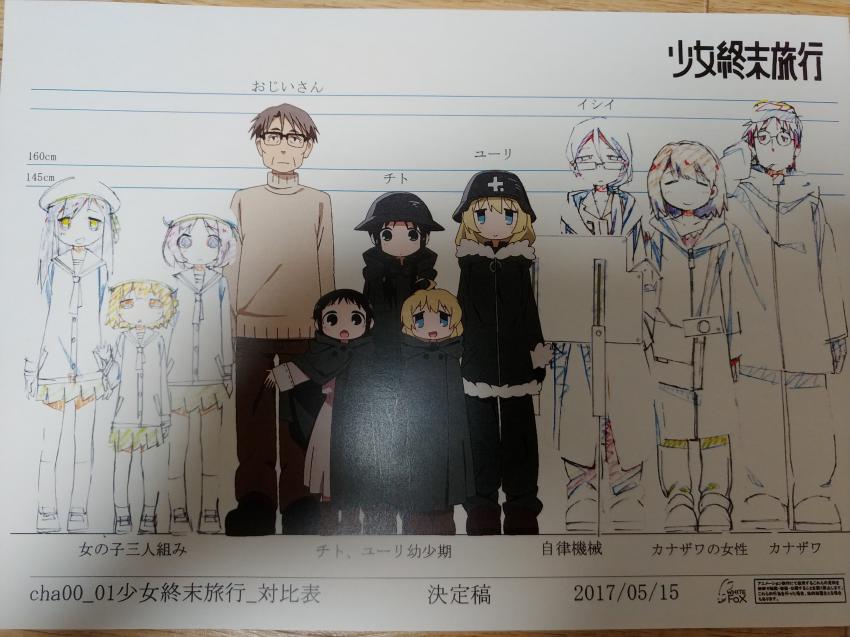 少女終末旅行
おじいさん
イシイ
ユーリ
チト
160cm
145cm
女の子三人組み
チト、ユーリ幼少期
自律機械
カナザワの女性
カナザワ
cha00_01少女終末旅行_対比表
決定稿
2017/05/15
WHITE
FOX